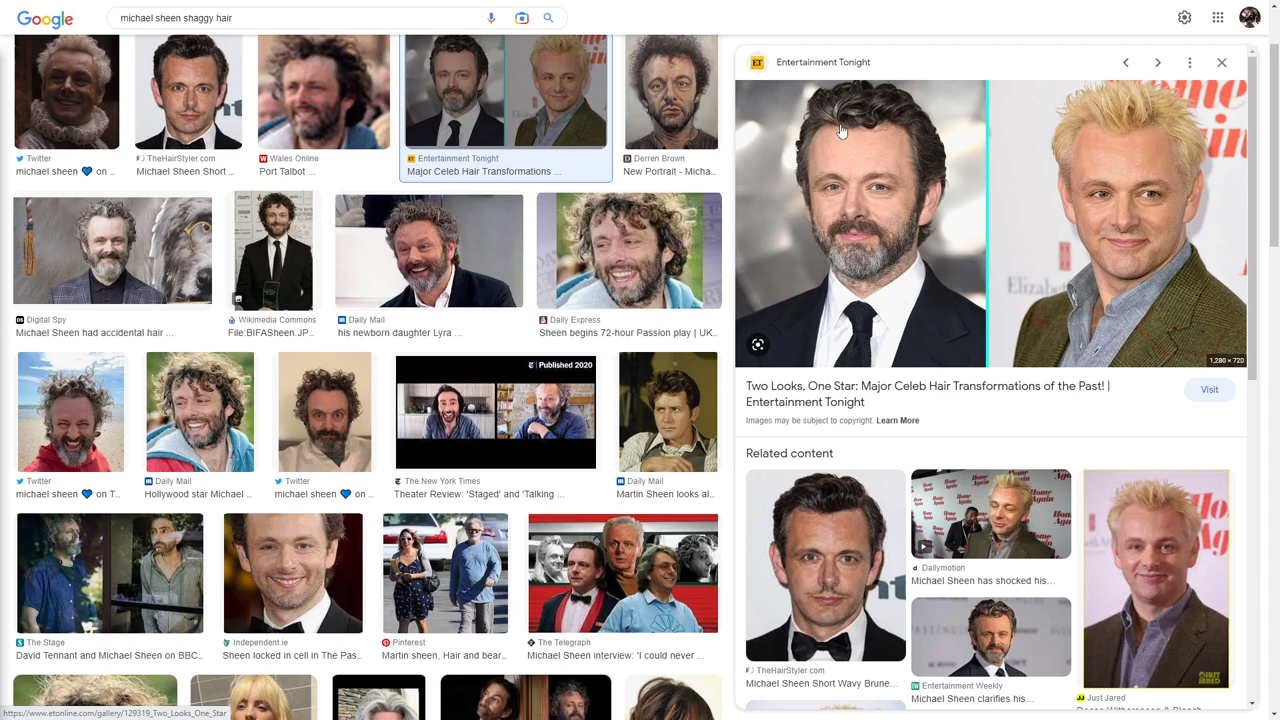 Google
michael sheen shaggy hair
Twitter
michael sheen 💙 on ..
TheHairStyler.com
Michael Sheen Short ..
Wales Online
Port Talbot ...
Entertainment Tonight
Major Celeb Hair Transformations ...
Derren Brown
New Portrait - Micha..
Digital Spy
Michael Sheen had accidental hair ...
Wikimedia Commons
File:BIFASheen.JP..
Daily Mail
his newborn daughter Lyra ...
Daily Express
Sheen begins 72-hour Passion play | UK..
Published 2020
Twitter
michael sheen 💙 on T..
Daily Mail
Hollywood star Michael ..
Twitter
michael sheen 💙 on ..
The New York Times
Theater Review: 'Staged' and 'Talking ...
Daily Mail
Martin Sheen looks al..
The Stage
David Tennant and Michael Sheen on BBC..
Independent.ie
Sheen locked in cell in The Pas..
Pinterest
Martin sheen, Hair and bear..
The Telegraph
Michael Sheen interview: 'I could never ...
https://www.etonline.com/gallery/129319_Two_Looks_One_Star
ET
Entertainment Tonight
Home
Elizabet
1,280 × 720
Two Looks, One Star: Major Celeb Hair Transformations of the Past! |
Entertainment Tonight
Visit
Images may be subject to copyright. Learn More
Related content
TheHairStyler.com
Michael Sheen Short Wavy Brune...
Home Again
Dailymotion
Michael Sheen has shocked his...
Entertainment Weekly
Michael Sheen clarifies his...
JUST JARED
Just Jared